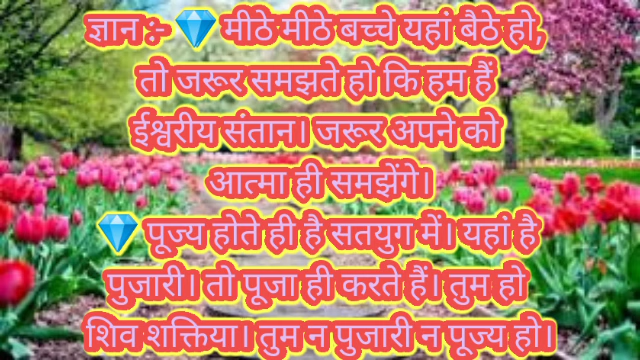 ज्ञान :- 💎 मीठे मीठे बच्चे यहां बैठे हो,
तो जरूर समझते हो कि हम हैं
ईश्वरीय संतान। जरूर अपने को
आत्मा ही समझेंगे।
💎 पूज्य होते ही है सतयुग में। यहां है
पुजारी। तो पूजा ही करते हैं। तुम हो
शिव शक्तिया। तुम न पुजारी न पूज्य हो।